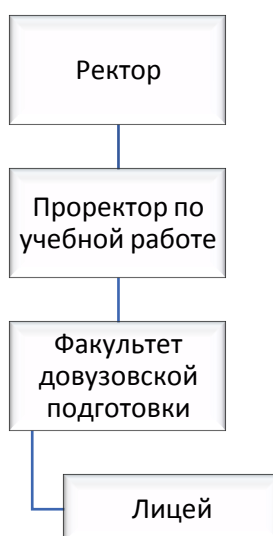 Ректор
Проректор по
учебной работе
Факультет
довузовской
подготовки
Лицей